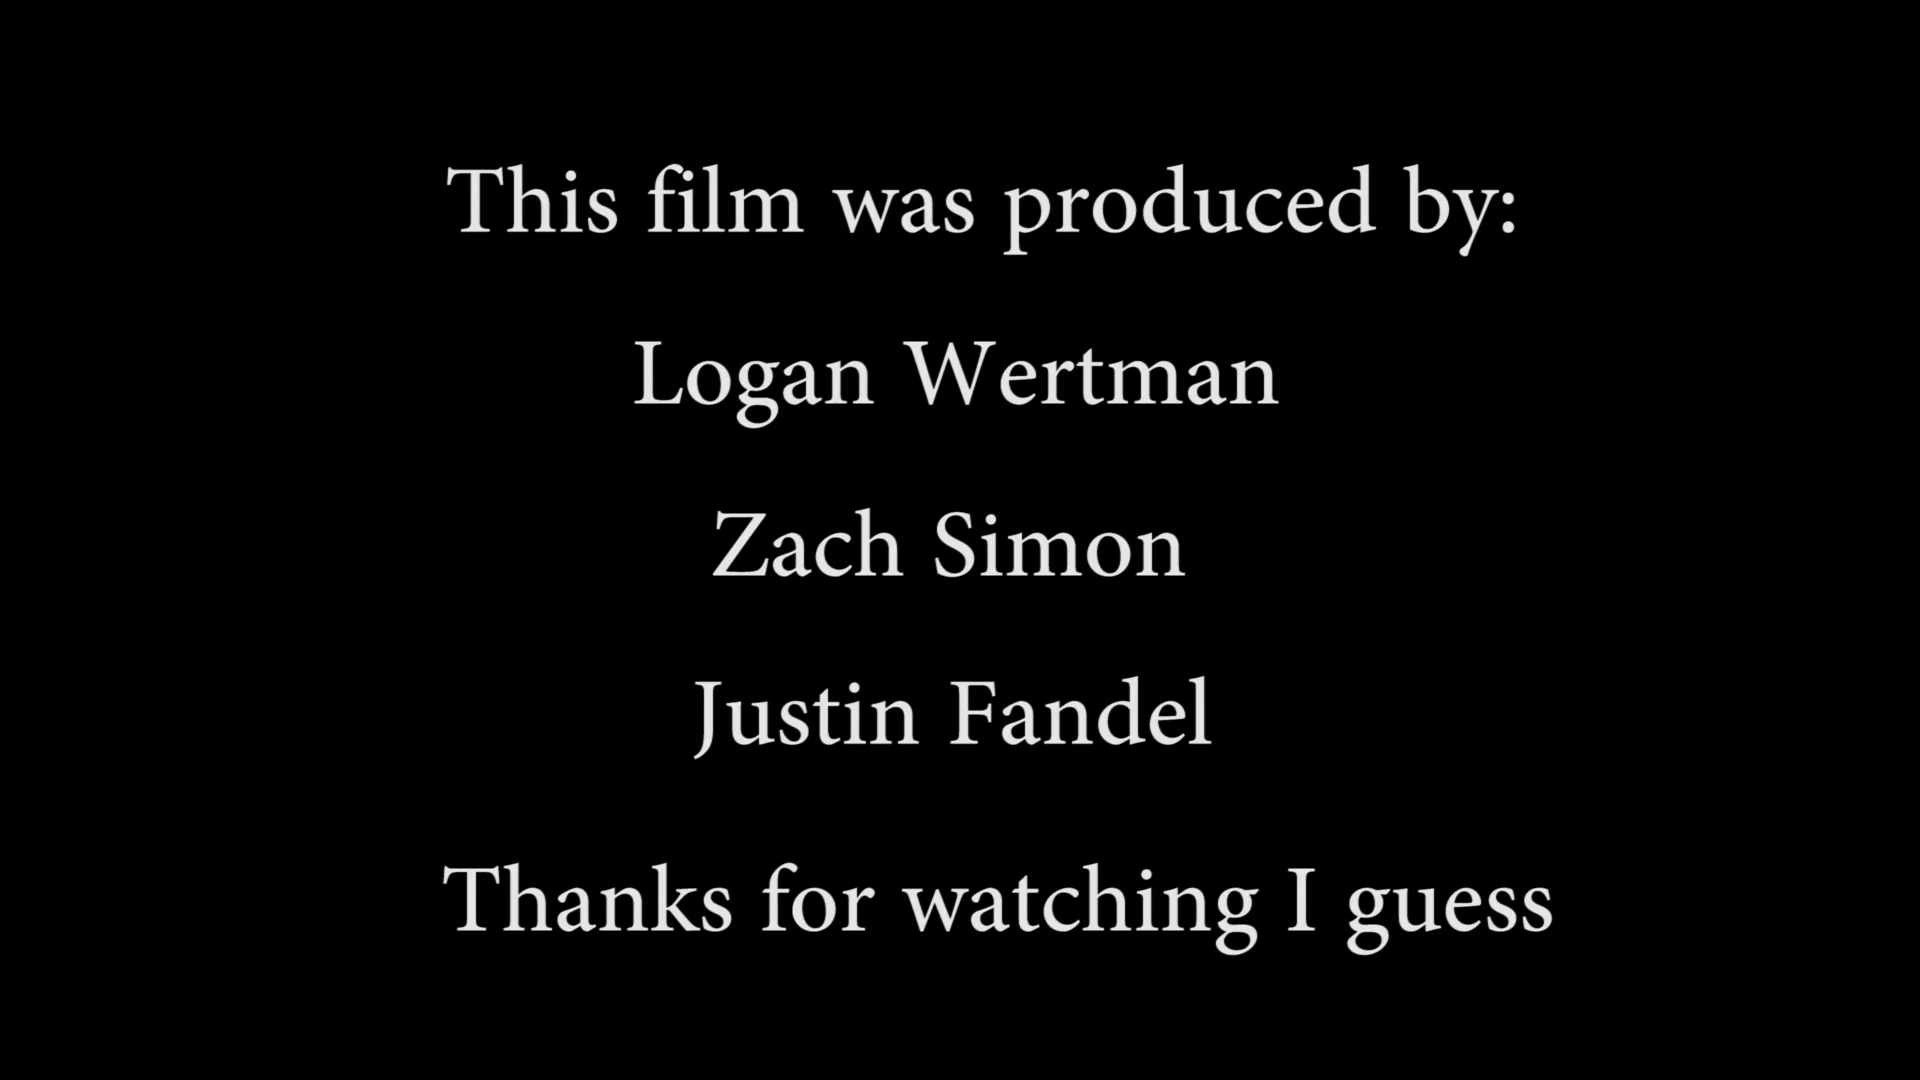 This film was produced by:
Logan Wertman
Zach Simon
Justin Fandel
Thanks for watching I guess